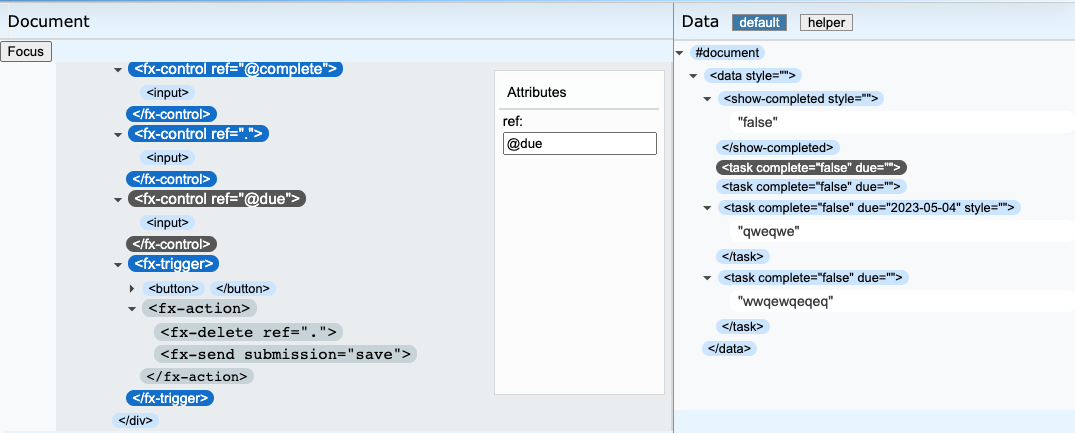 Document
Focus
<fx-control ref="@complete">
<input>
</fx-control>
<fx-control ref=".">
<input>
</fx-control>
<fx-control ref="@due">
<input>
</fx-control>
<fx-trigger>
<button> </button>
<fx-action>
<fx-delete ref=".">
<fx-send submission="save">
</fx-action>
</fx-trigger>
</div>
Attributes
ref:
@due
Data default helper
#document
<data style="">
<show-completed style="">
"false"
</show-completed>
<task complete="false" due="">
<task complete="false" due="">
<task complete="false" due="2023-05-04" style="">
"qweqwe"
</task>
<task complete="false" due="">
"wwqewqeqeq"
</task>
</data>